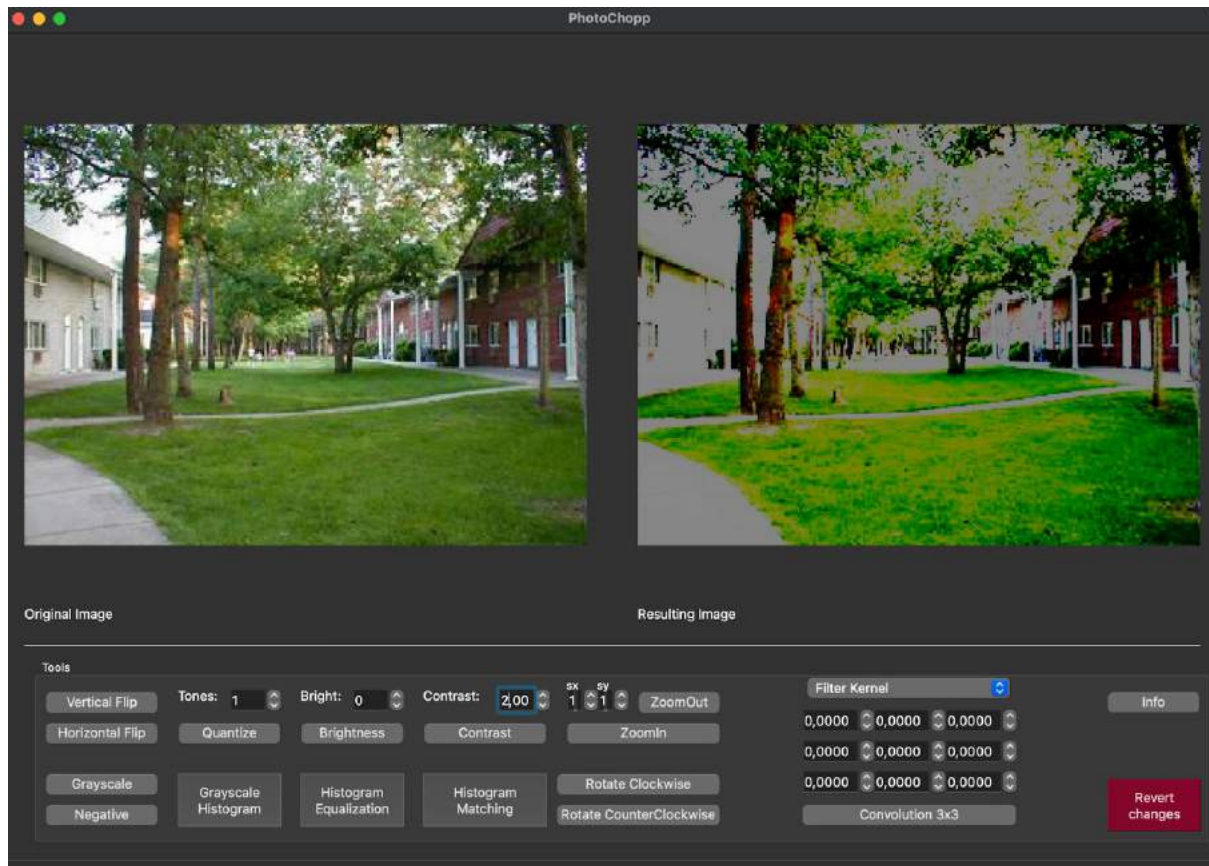 PhotoChopp
Original Image
Resulting Image
Tools
Vertical Flip
Tones: 1
Bright: 0
Contrast: 2,00
sx sy
1 1
ZoomOut
Filter Kernel
Info
Horizontal Flip
Quantize
Brightness
Contrast
ZoomIn
0,0000 0,0000 0,0000
0,0000 0,0000 0,0000
0,0000 0,0000 0,0000
Grayscale
Negative
Grayscale
Histogram
Histogram
Equalization
Histogram
Matching
Rotate Clockwise
Rotate CounterClockwise
Convolution 3x3
Revert
changes